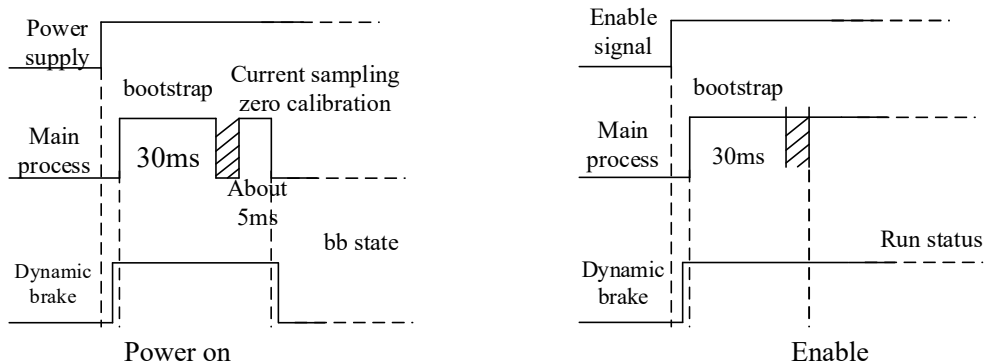 Power
supply
bootstrap
Current sampling
zero calibration
Main
process
30ms
About
5ms
bb state
Dynamic
brake
Power on
Enable
signal
bootstrap
Main
process
30ms
Run status
Dynamic
brake
Enable